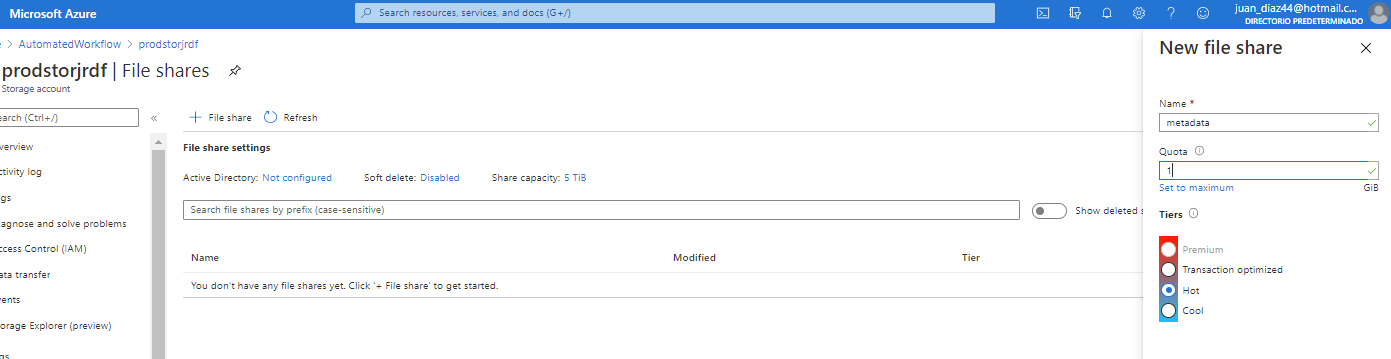 Microsoft Azure
Search resources, services, and docs (G+/)
juan_diaz44@hotmail.c...
DIRECTORIO PREDETERMINADO
AutomatedWorkflow > prodstorjrdf
prodstorjrdf | File shares
Storage account
New file share
earch (Ctrl+/)
«
+ File share
Refresh
verview
ctivity log
gs
iagnose and solve problems
ccess Control (IAM)
ata transfer
vents
torage Explorer (preview)
File share settings
Active Directory: Not configured
Soft delete: Disabled
Share capacity: 5 TiB
Search file shares by prefix (case-sensitive)
Show deleted s
Name
Modified
Tier
You don't have any file shares yet. Click '+ File share' to get started.
Name *
metadata
Quota
1
Set to maximum
GiB
Tiers
Premium
Transaction optimized
Hot
Cool